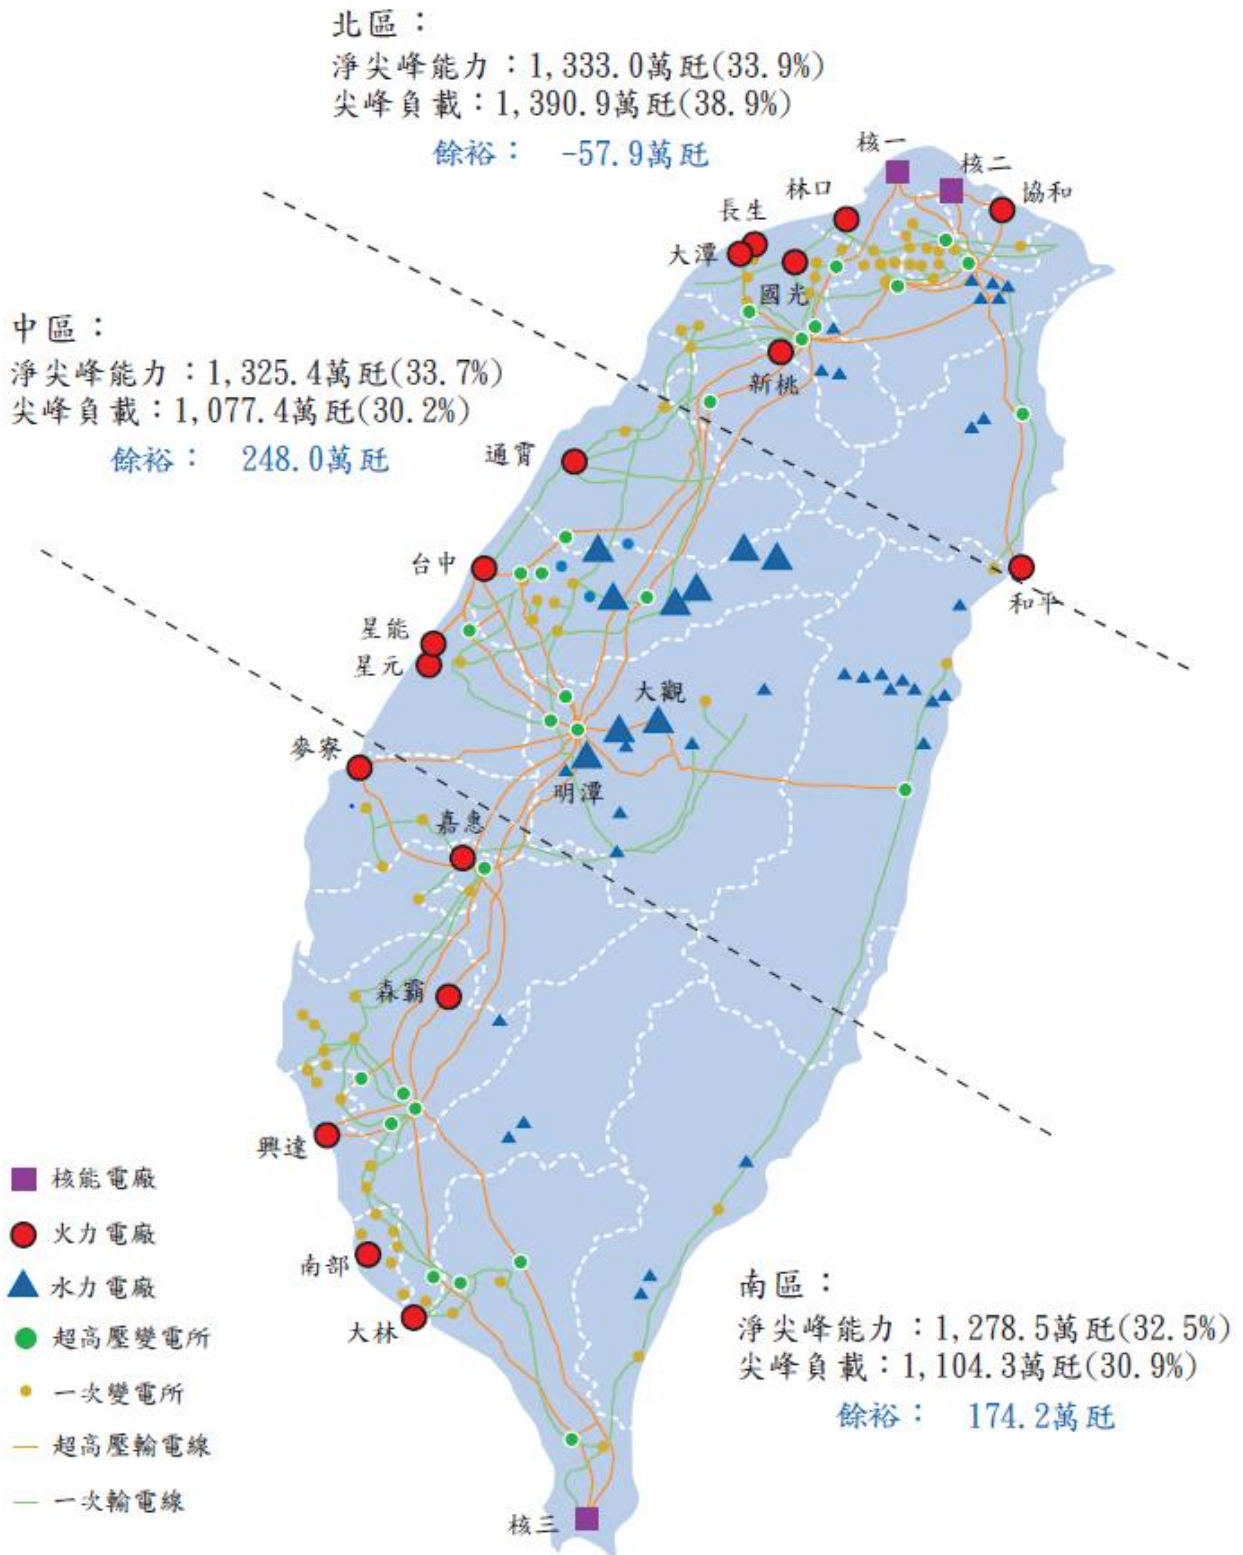 北區：
淨尖峰能力：1,333.0萬瓩(33.9%)
尖峰負載：1,390.9萬瓩(38.9%)
餘裕： -57.9萬瓩
核一
核二
協和
林口
長生
大潭
國光
新桃
中區：
淨尖峰能力：1,325.4萬瓩(33.7%)
尖峰負載：1,077.4萬瓩(30.2%)
餘裕： 248.0萬瓩
通霄
台中
和平
星能
星元
大觀
麥寮
明潭
嘉惠
森霸
興達
核能電廠
火力電廠
水力電廠
超高壓變電所
一次變電所
超高壓輸電線
一次輸電線
南部
大林
南區：
淨尖峰能力：1,278.5萬瓩(32.5%)
尖峰負載：1,104.3萬瓩(30.9%)
餘裕： 174.2萬瓩
核三